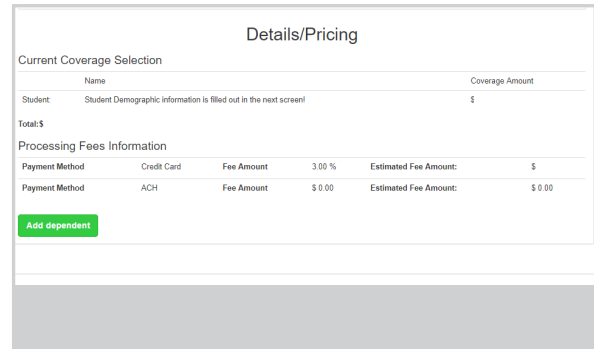 Details/Pricing
Current Coverage Selection
Name Coverage Amount
Student: Student Demographic information is filled out in the next screen! $
Total:$
Processing Fees Information
Payment Method Credit Card Fee Amount 3.00 % Estimated Fee Amount: $
Payment Method ACH Fee Amount $ 0.00 Estimated Fee Amount: $ 0.00
Add dependent